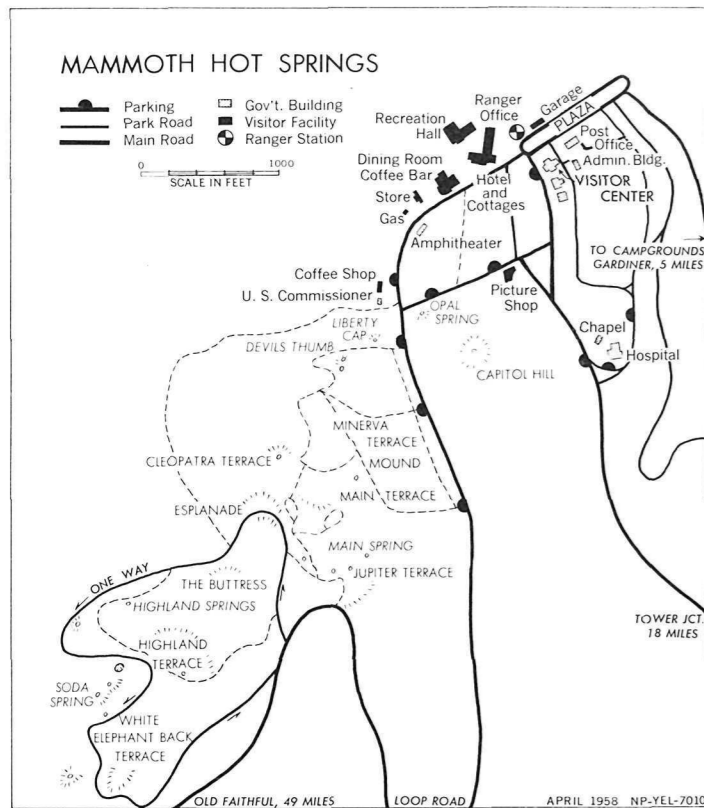 MAMMOTH HOT SPRINGS
Parking
Park Road
Main Road
Gov't. Building
Visitor Facility
Ranger Station
0 1000
SCALE IN FEET
Recreation
Hall
Ranger
Office
Garage
PLAZA
Post
Office
Admin. Bldg.
VISITOR
CENTER
Dining Room
Coffee Bar
Hotel
and
Cottages
Store
Gas
Amphitheater
TO CAMPGROUNDS
GARDINER, 5 MILES
Coffee Shop
U. S. Commissioner
Picture
Shop
OPAL
SPRING
LIBERTY
CAP
DEVILS THUMB
CAPITOL HILL
Chapel
Hospital
MINERVA
TERRACE
CLEOPATRA TERRACE
MOUND
MAIN TERRACE
ESPLANADE
MAIN SPRING
JUPITER TERRACE
ONE WAY
THE BUTTRESS
HIGHLAND SPRINGS
HIGHLAND
TERRACE
TOWER JCT.
18 MILES
SODA
SPRING
WHITE
ELEPHANT BACK
TERRACE
OLD FAITHFUL, 49 MILES
LOOP ROAD
APRIL 1958 NP-YEL-7010